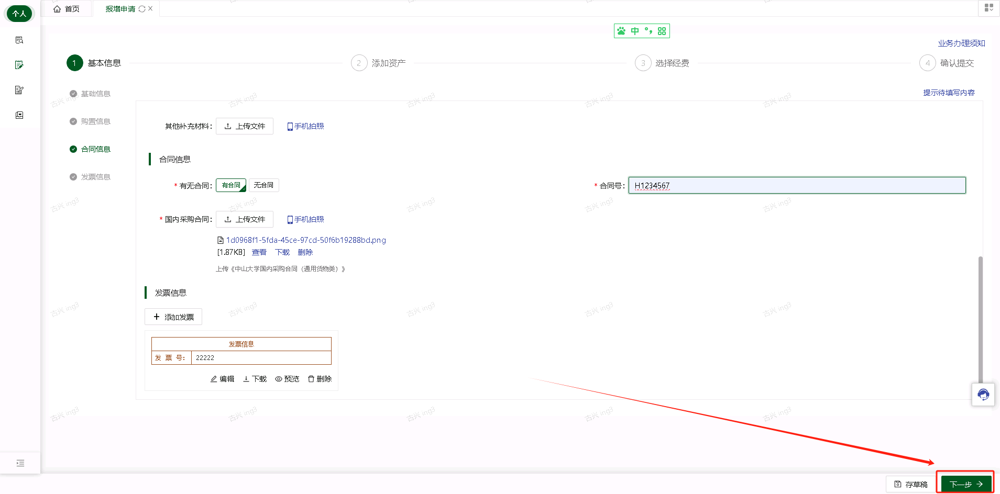 个人
首页
报增申请
中
业务办理须知
1 基本信息
2 添加资产
3 选择经费
4 确认提交
基础信息
购置信息
合同信息
发票信息
提示待填写内容
其他补充材料： 上传文件 手机拍照
合同信息
* 有无合同： 有合同 无合同
* 合同号： H1234567
* 国内采购合同： 上传文件 手机拍照
1d0968f1-5fda-45ce-97cd-50f6b19288bd.png
[1.87KB] 查看 下载 删除
上传《中山大学国内采购合同（通用货物类）》
发票信息
添加发票
发票信息
发 票 号： 22222
编辑 下载 预览 删除
存草稿 下一步
古兴 ing3